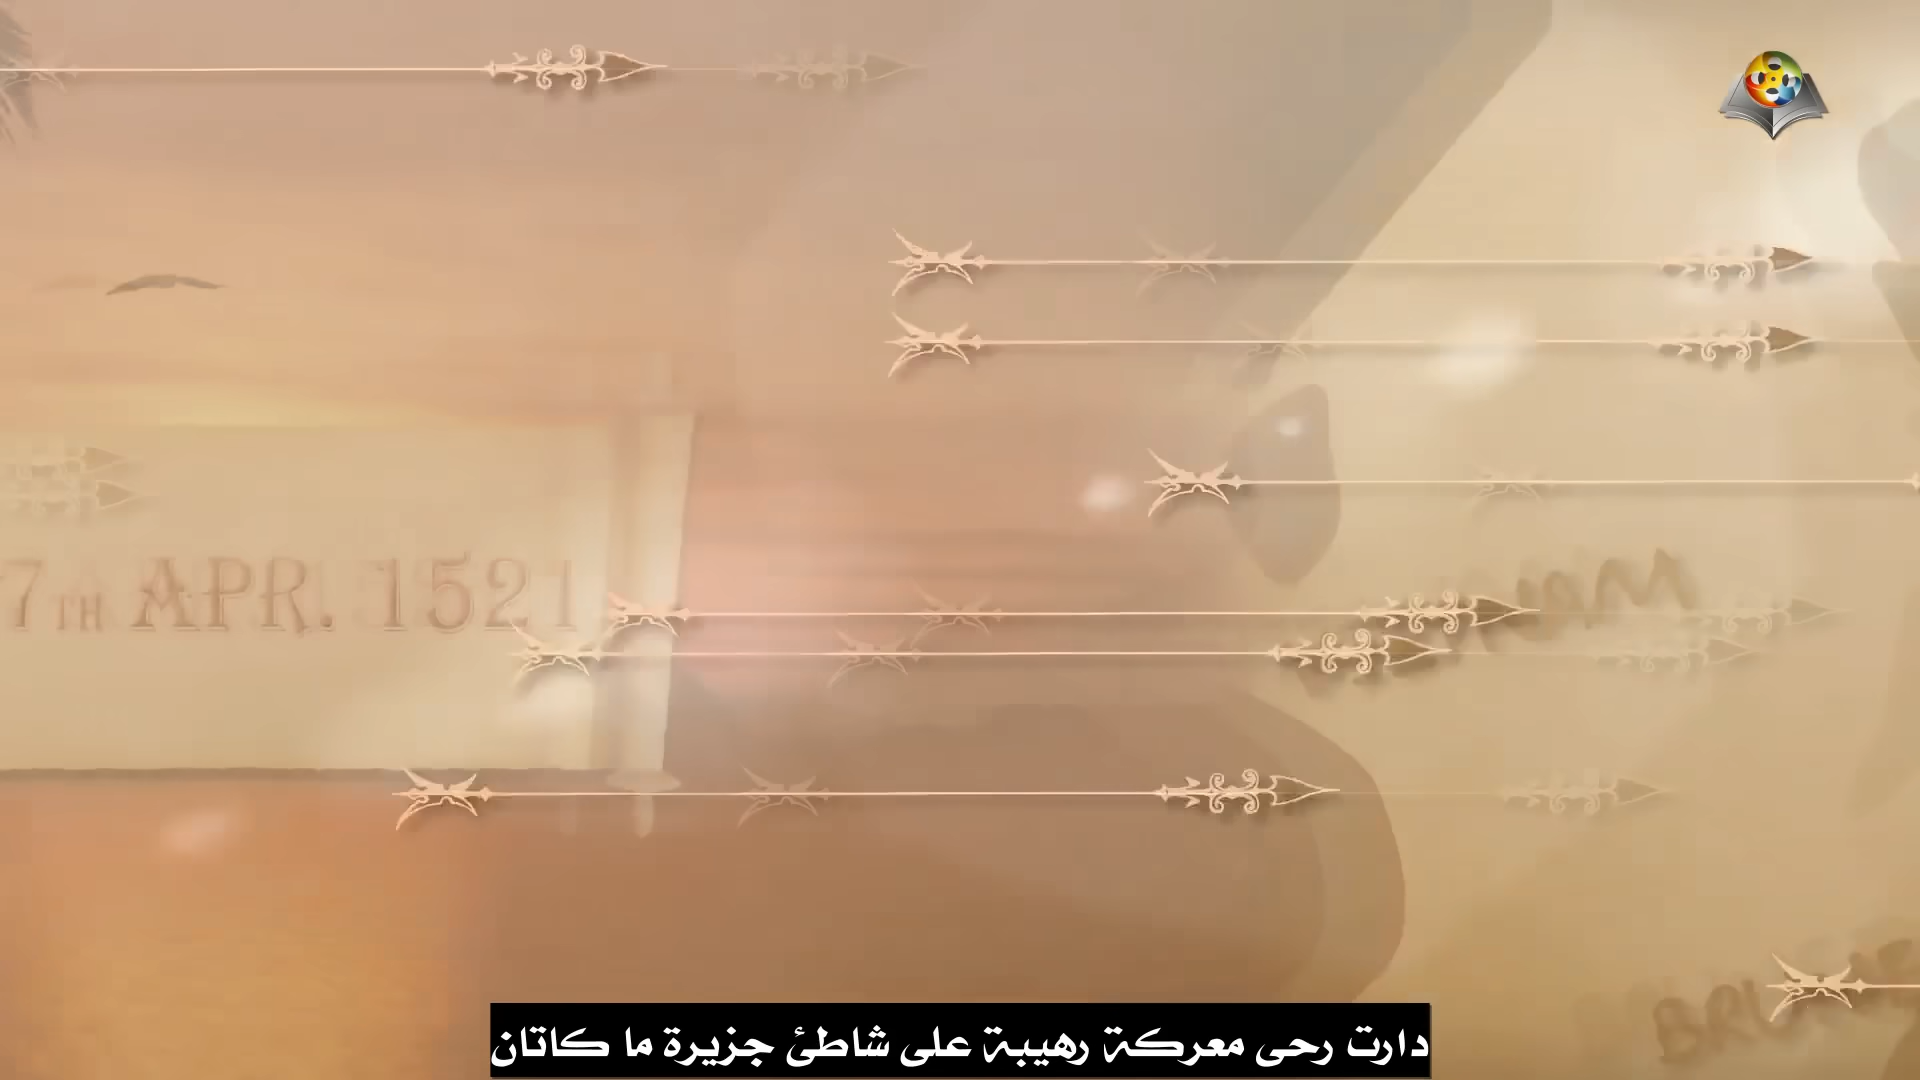 7TH APR. 1521
دارت رحى معركة رهيبة على شاطئ جزيرة ما كاتان